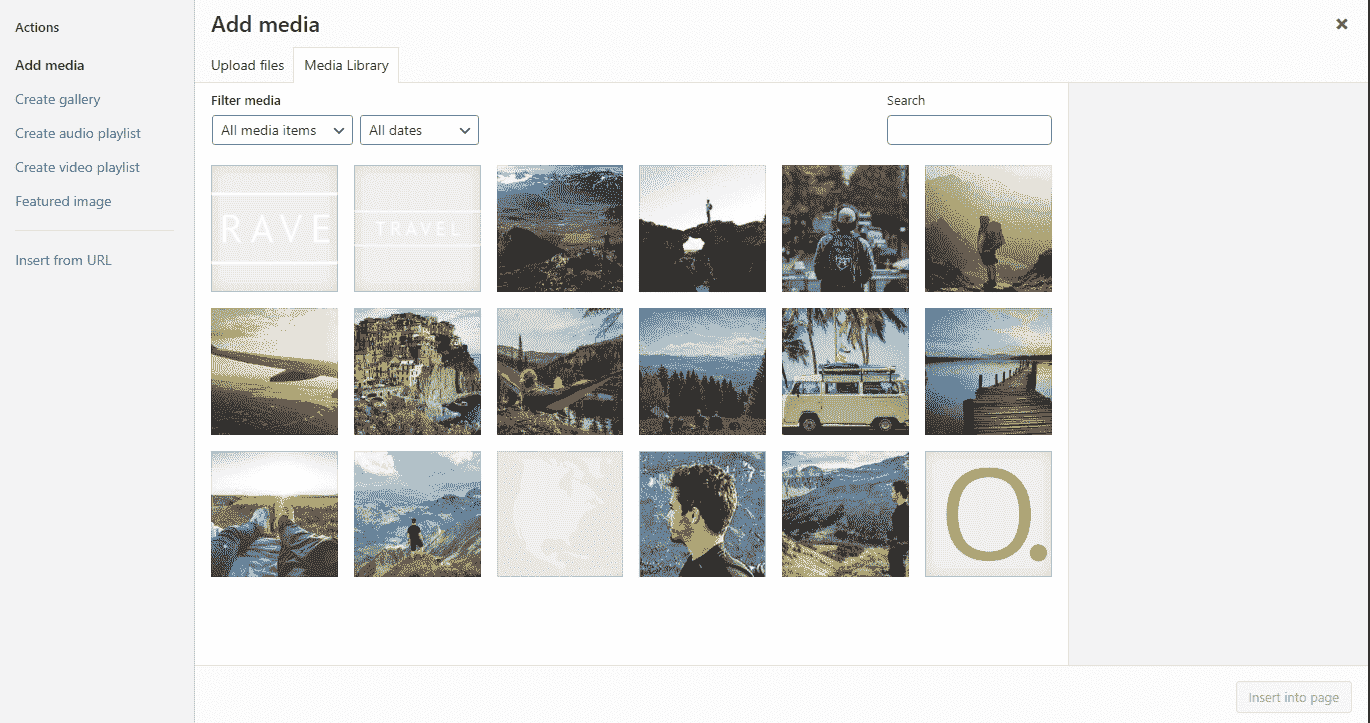 Actions
Add media
Create gallery
Create audio playlist
Create video playlist
Featured image
Insert from URL
Add media
Upload files
Media Library
Filter media
Search
All media items
All dates
RAVE
TRAVEL
O.
Insert into page